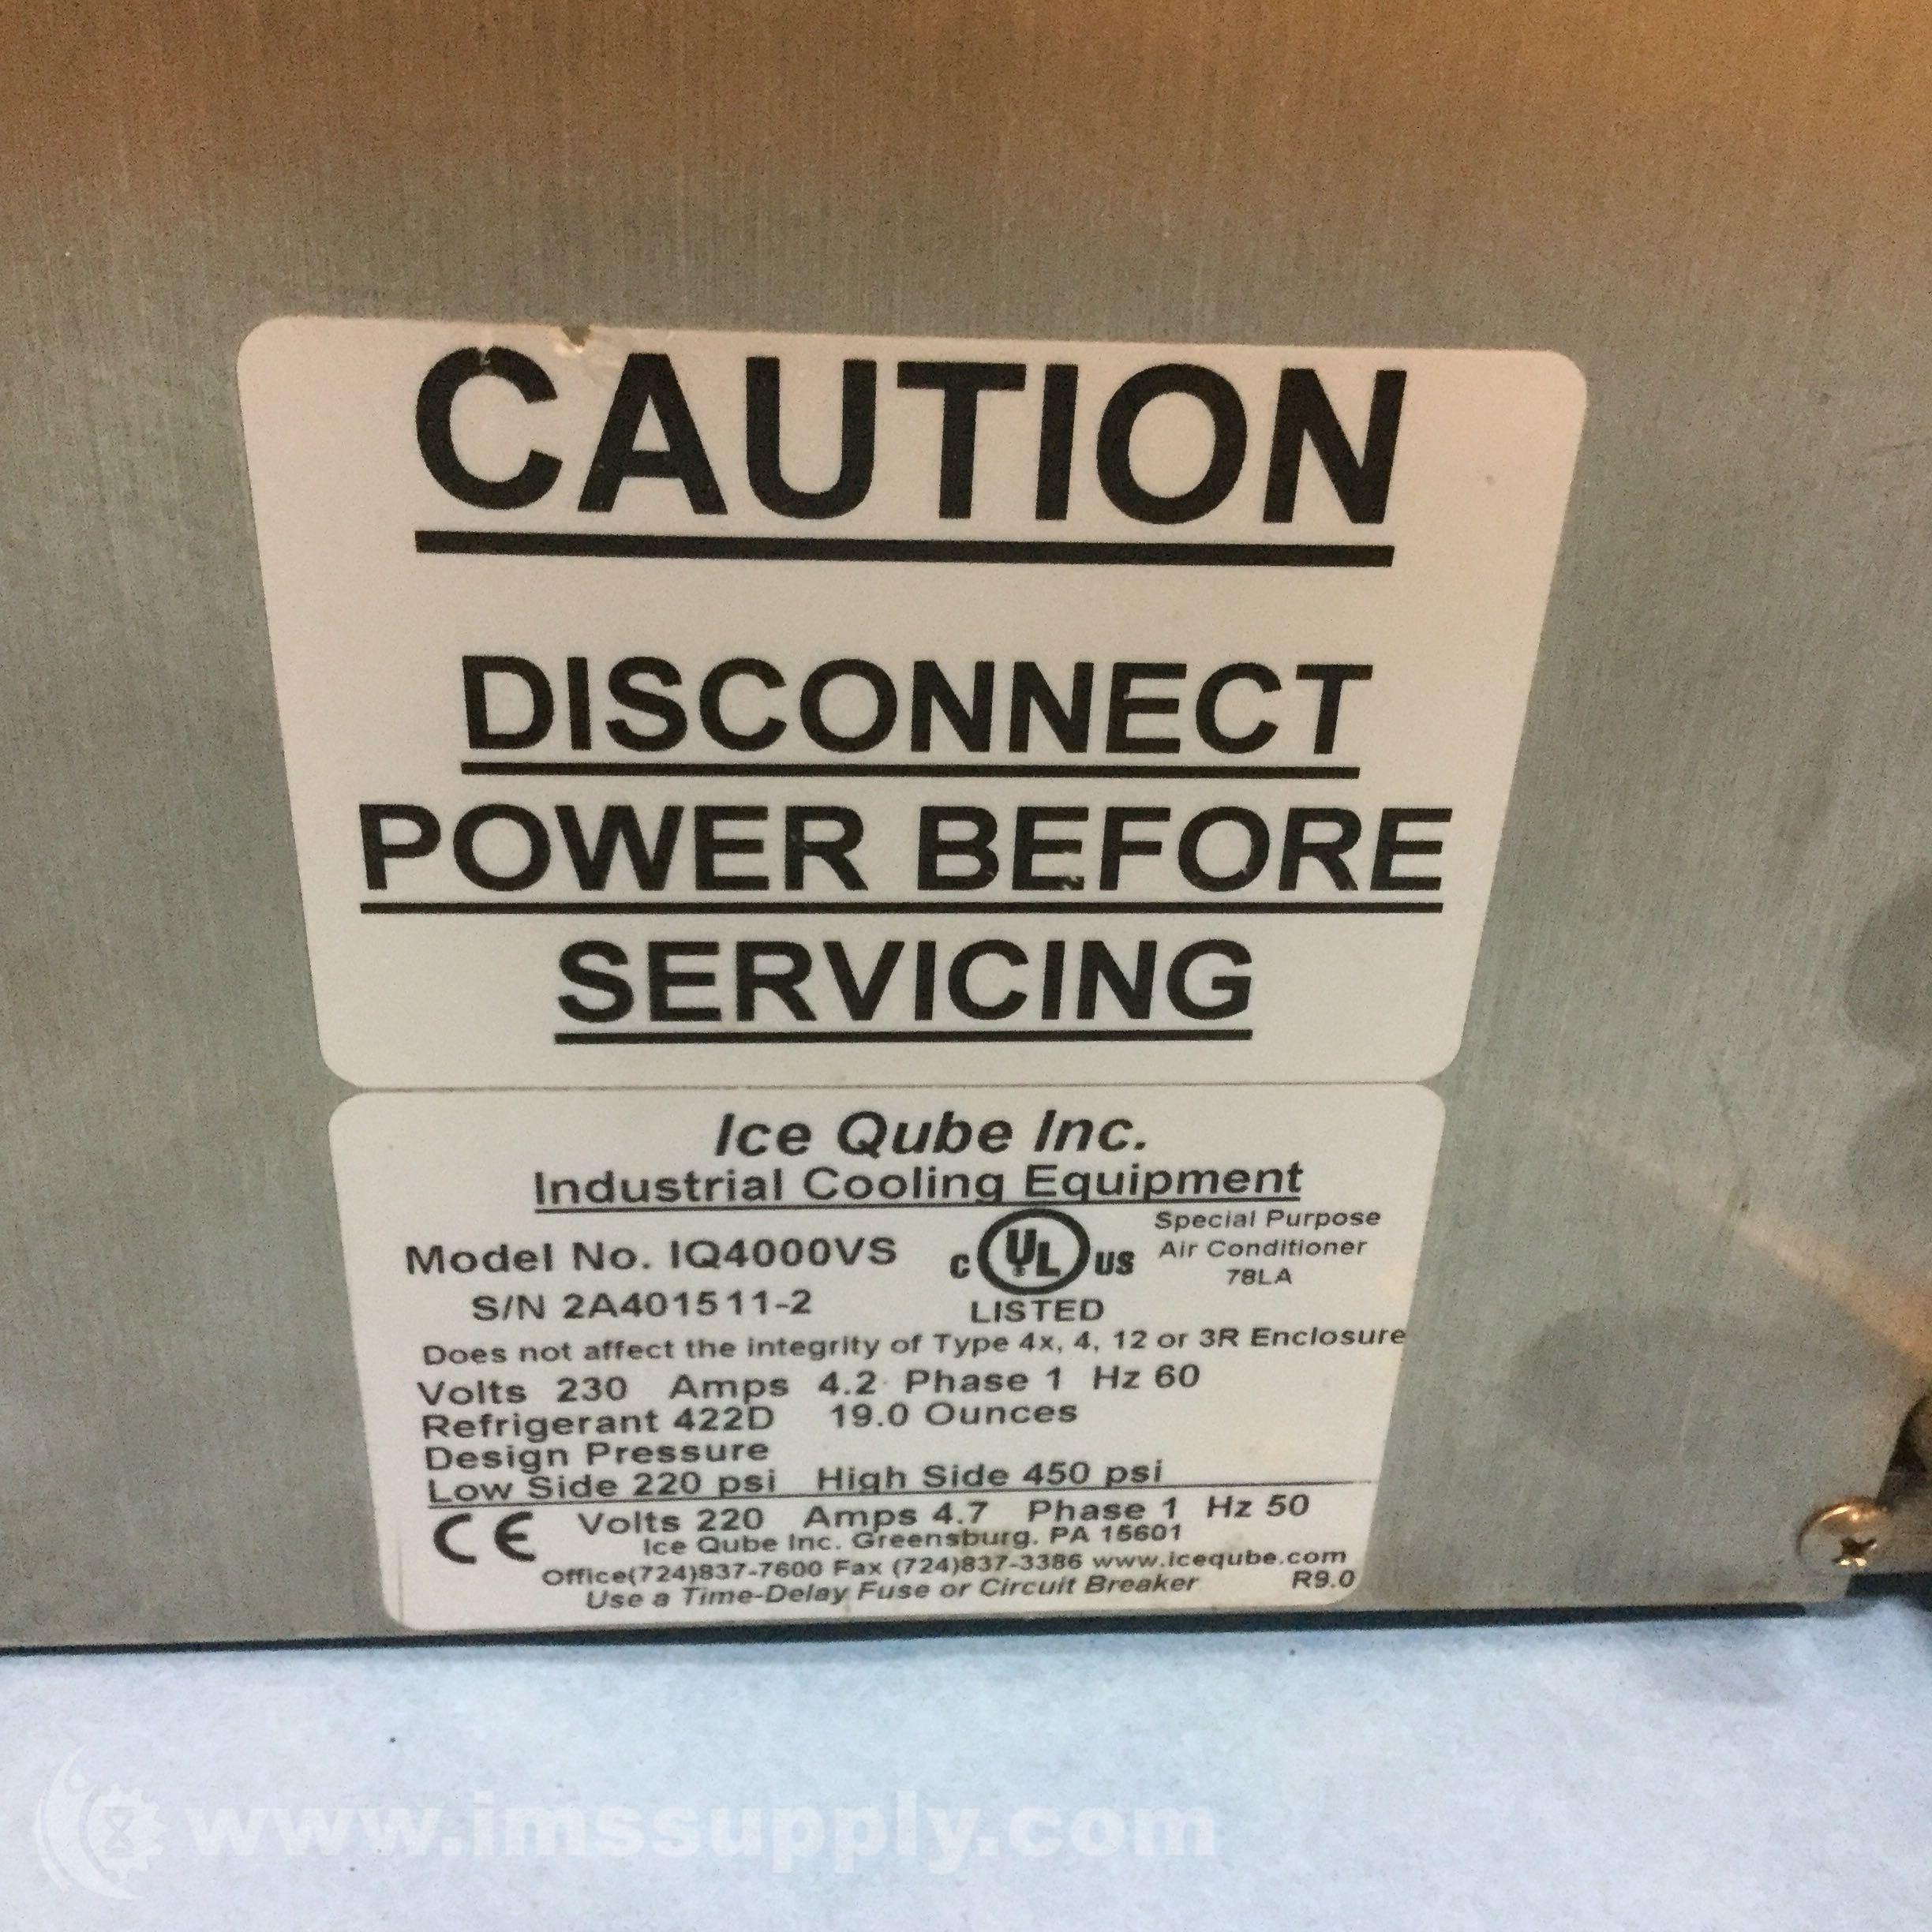 CAUTION
DISCONNECT
POWER BEFORE
SERVICING
Ice Qube Inc.
Industrial Cooling Equipment
Model No. IQ4000VS
S/N 2A401511-2
C UL US
LISTED
Special Purpose
Air Conditioner
78LA
Does not affect the integrity of Type 4x, 4, 12 or 3R Enclosure
Volts 230 Amps 4.2 Phase 1 Hz 60
Refrigerant 422D 19.0 Ounces
Design Pressure
Low Side 220 psi High Side 450 psi
CE Volts 220 Amps 4.7 Phase 1 Hz 50
Ice Qube Inc. Greensburg. PA 15601
Office(724)837-7600 Fax (724)837-3386 www.iceqube.com
Use a Time-Delay Fuse or Circuit Breaker R9.0
www.imssupply.com